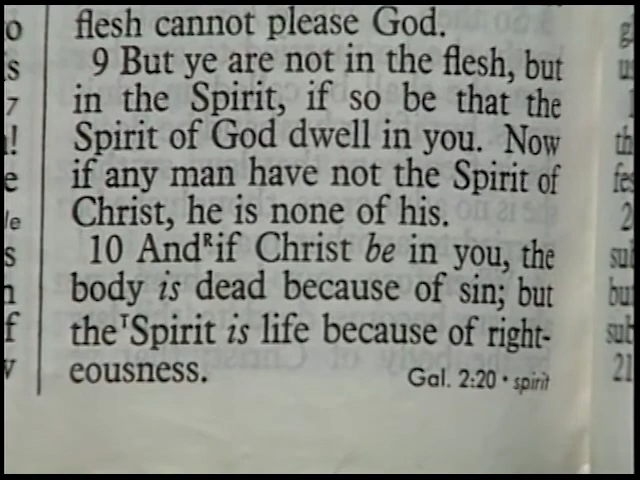 flesh cannot please God.
9 But ye are not in the flesh, but
in the Spirit, if so be that the
Spirit of God dwell in you. Now
if any man have not the Spirit of
Christ, he is none of his.
10 And ᴿif Christ be in you, the
body is dead because of sin; but
the ᵀSpirit is life because of right-
eousness. Gal. 2:20 • spirit